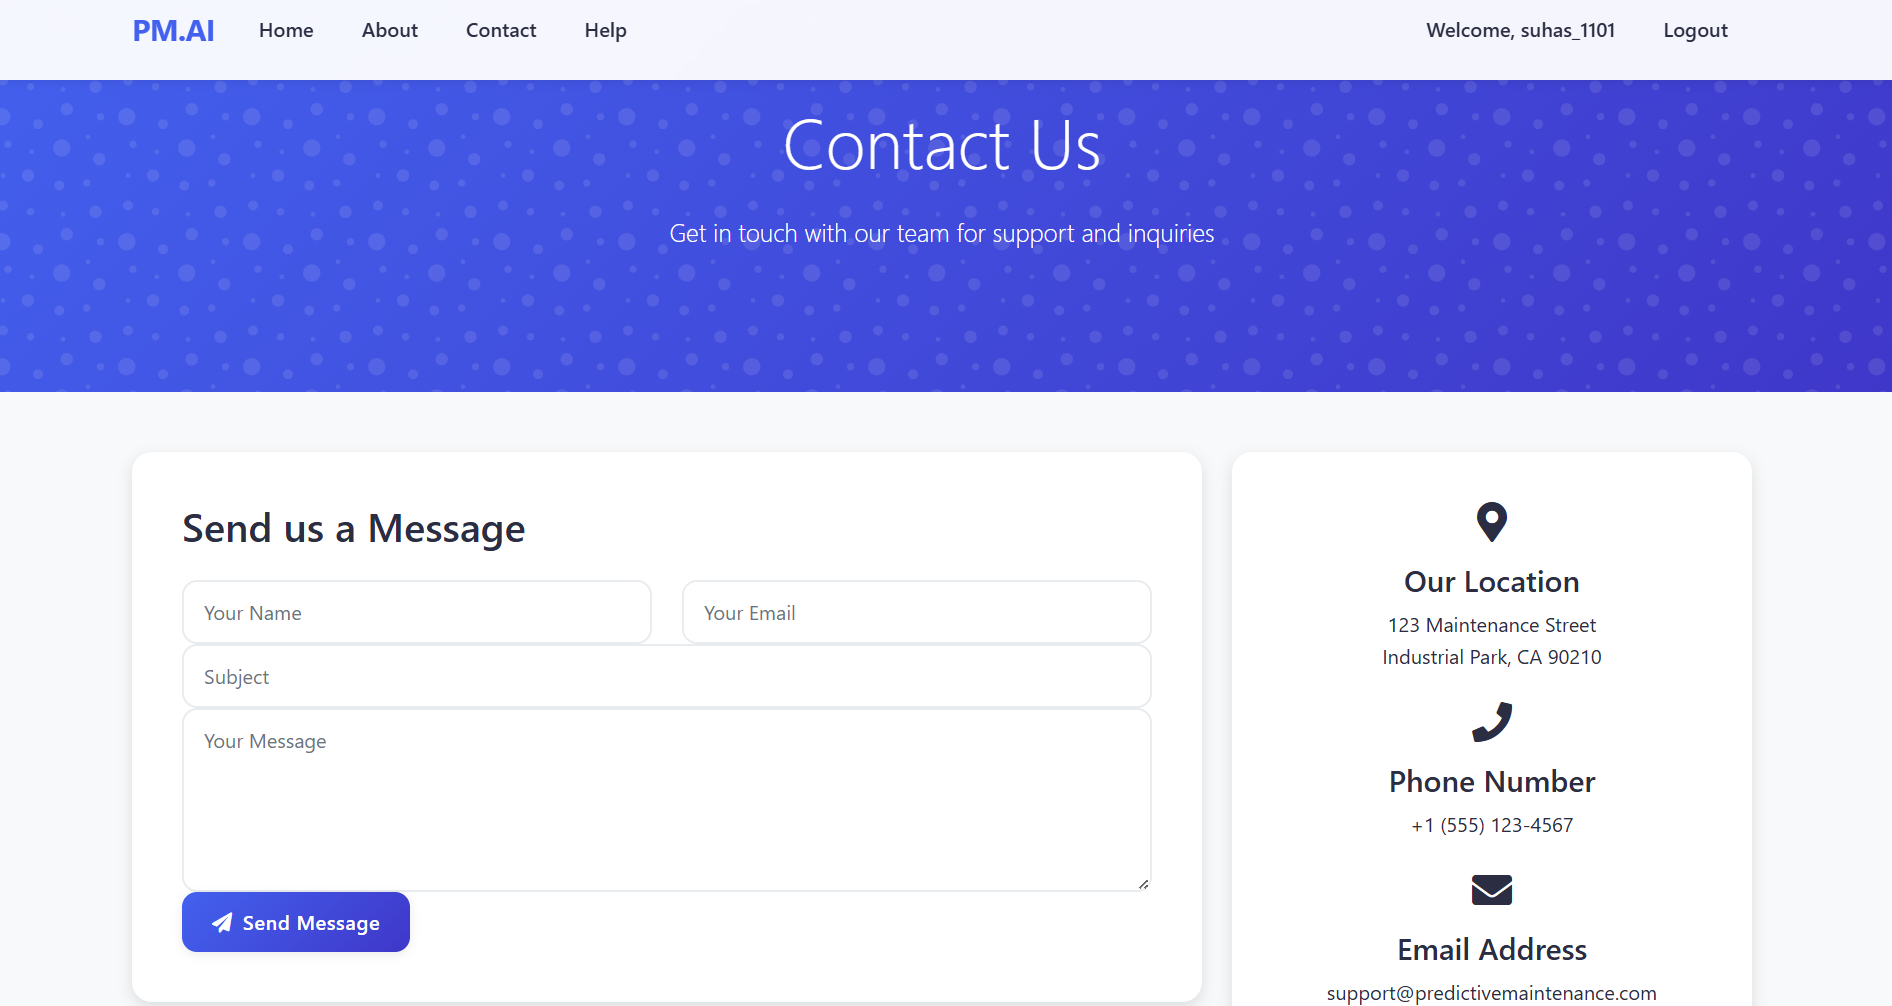 PM.AI
Home
About
Contact
Help
Welcome, suhas_1101
Logout
Contact Us
Get in touch with our team for support and inquiries
Send us a Message
Your Name
Your Email
Subject
Your Message
Send Message
Our Location
123 Maintenance Street
Industrial Park, CA 90210
Phone Number
+1 (555) 123-4567
Email Address
support@predictivemaintenance.com